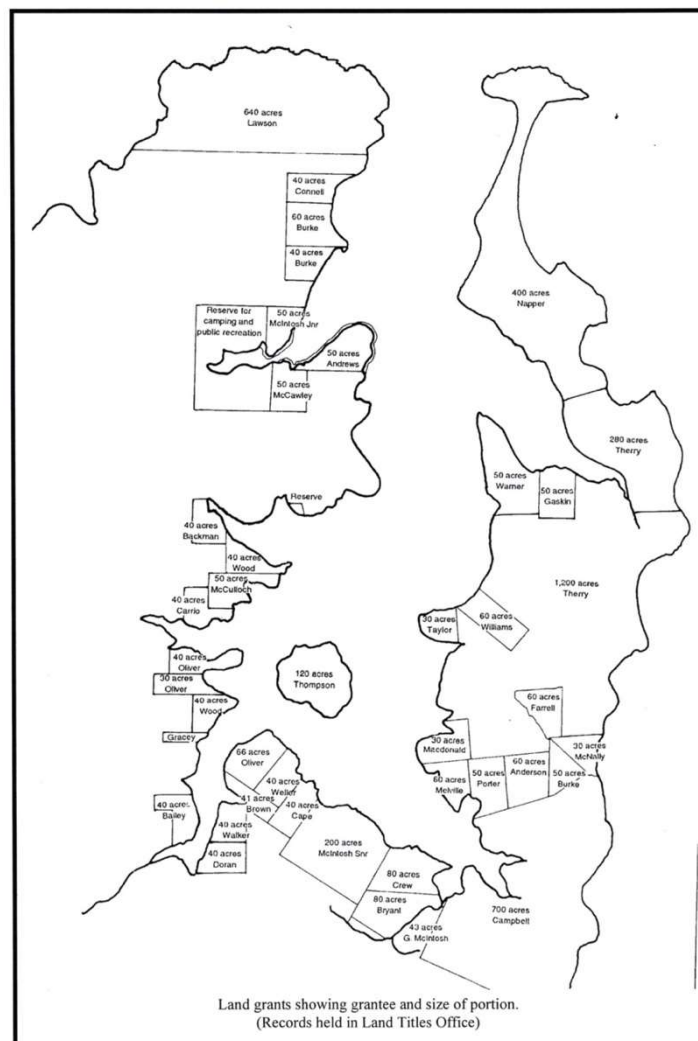 640 acres
Lawson
40 acres
Connell
60 acres
Burke
40 acres
Burke
400 acres
Napper
Reserve for
camping and
public recreation
50 acres
McIntosh Jnr
50 acres
Andrews
50 acres
McCawley
280 acres
Therry
50 acres
Warner
50 acres
Gaskin
Reserve
40 acres
Backman
40 acres
Wood
50 acres
McCulloch
40 acres
Carrio
1,200 acres
Therry
30 acres
Taylor
60 acres
Williams
40 acres
Oliver
30 acres
Oliver
40 acres
Wood
Gracey
120 acres
Thompson
60 acres
Farrell
30 acres
Macdonald
30 acres
McNally
60 acres
Melville
50 acres
Porter
60 acres
Anderson
50 acres
Burke
66 acres
Oliver
40 acres
Weller
41 acres
Brown
40 acres
Cape
40 acres
Bailey
40 acres
Walker
40 acres
Doran
200 acres
McIntosh Snr
80 acres
Crew
80 acres
Bryant
43 acres
G. McIntosh
700 acres
Campbell
Land grants showing grantee and size of portion.
(Records held in Land Titles Office)